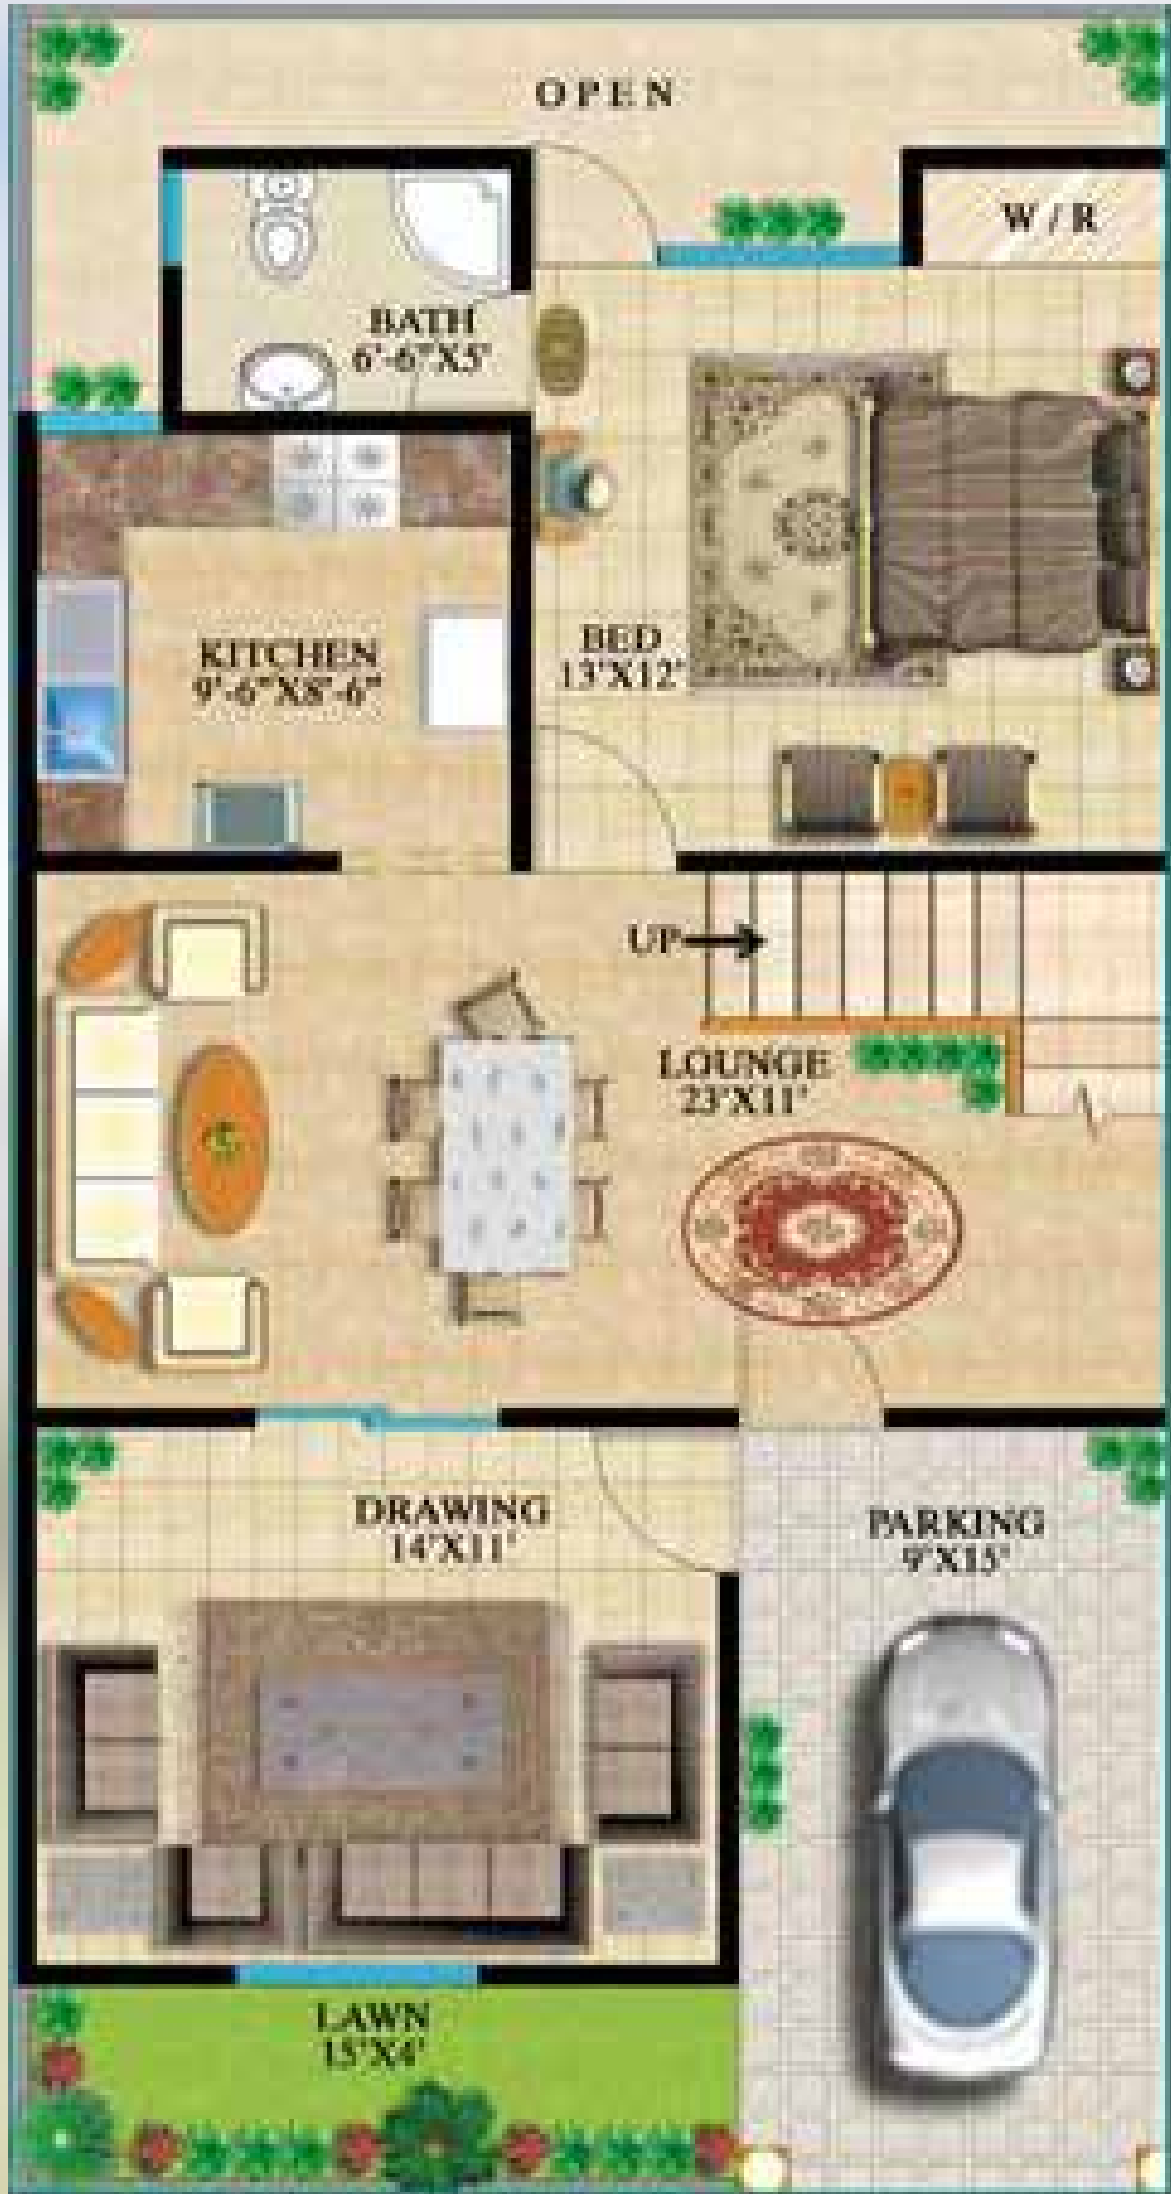 OPEN
W / R
BATH
6'-6"X5'
KITCHEN
9'-6"X8'-6"
BED
13'X12'
UP
LOUNGE
23'X11'
DRAWING
14'X11'
PARKING
9'X15'
LAWN
15'X4'